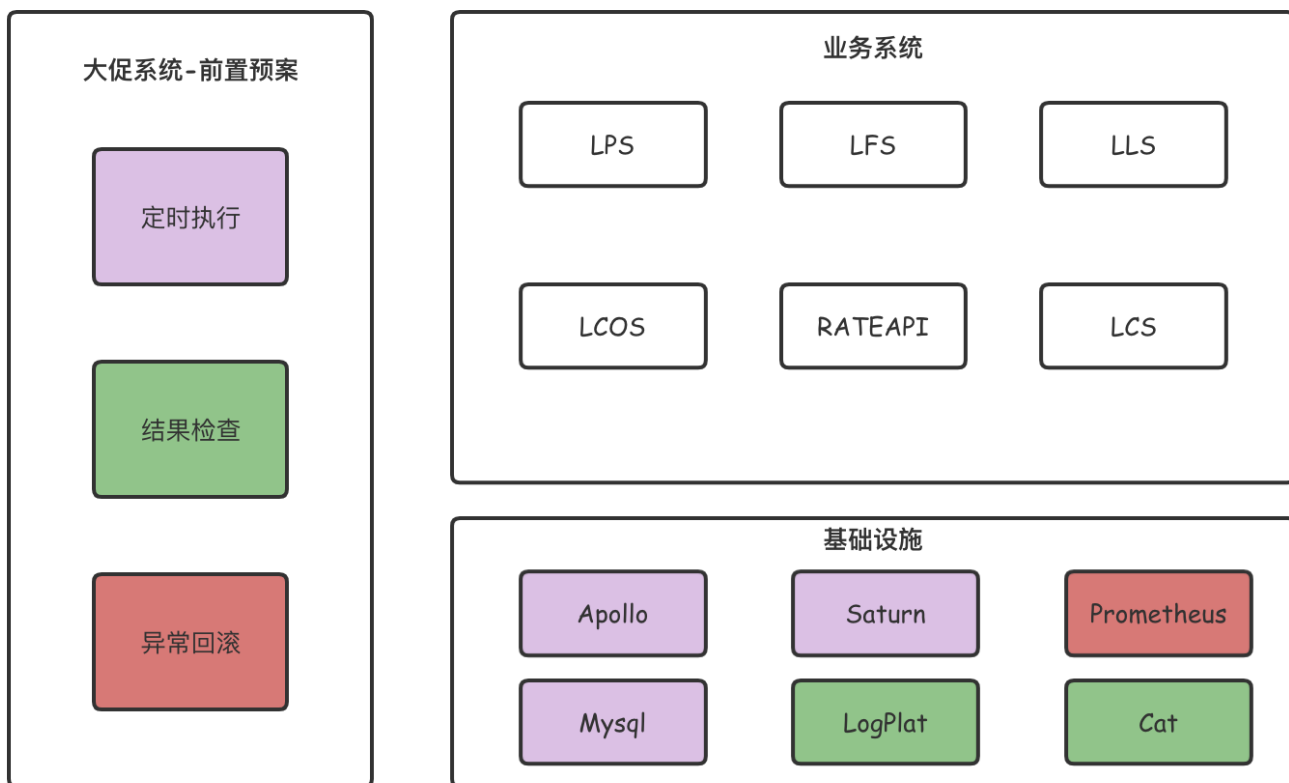 大促系统-前置预案
定时执行
结果检查
异常回滚
业务系统
LPS
LFS
LLS
LCOS
RATEAPI
LCS
基础设施
Apollo
Saturn
Prometheus
Mysql
LogPlat
Cat